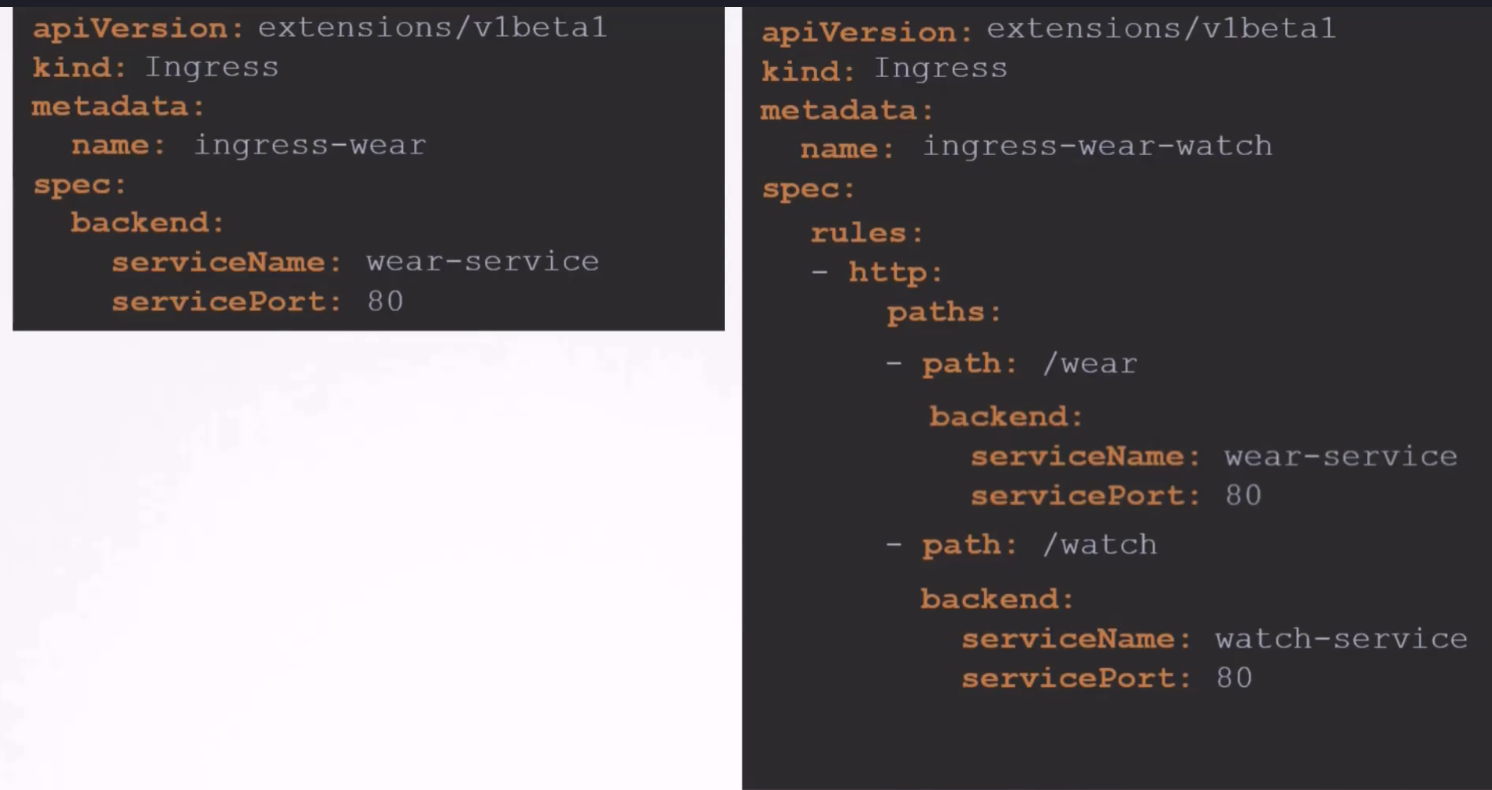 apiVersion: extensions/v1beta1
kind: Ingress
metadata:
  name: ingress-wear
spec:
  backend:
    serviceName: wear-service
    servicePort: 80
apiVersion: extensions/v1beta1
kind: Ingress
metadata:
  name: ingress-wear-watch
spec:
  rules:
  - http:
      paths:
      - path: /wear
        backend:
          serviceName: wear-service
          servicePort: 80
      - path: /watch
        backend:
          serviceName: watch-service
          servicePort: 80